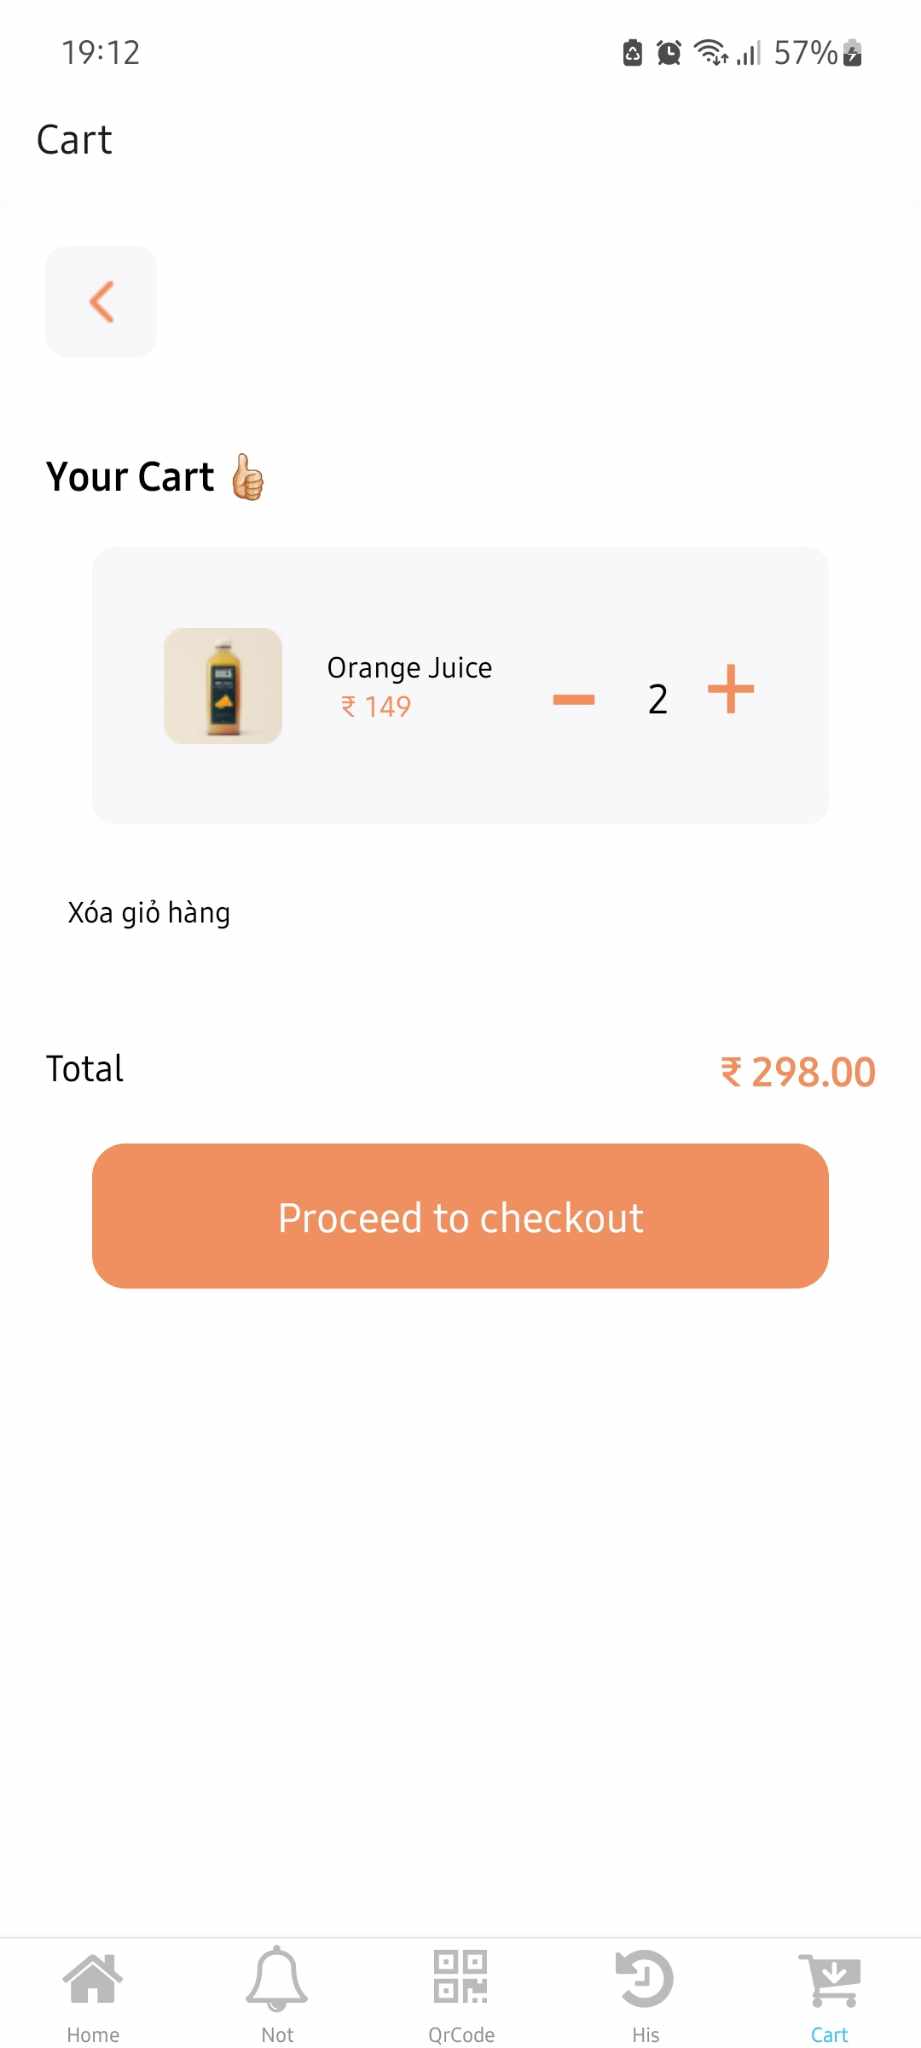 19:12
57%
Cart
Your Cart 👍🏼
Orange Juice
₹ 149
2
Xóa giỏ hàng
Total
₹ 298.00
Proceed to checkout
Home
Not
QrCode
His
Cart